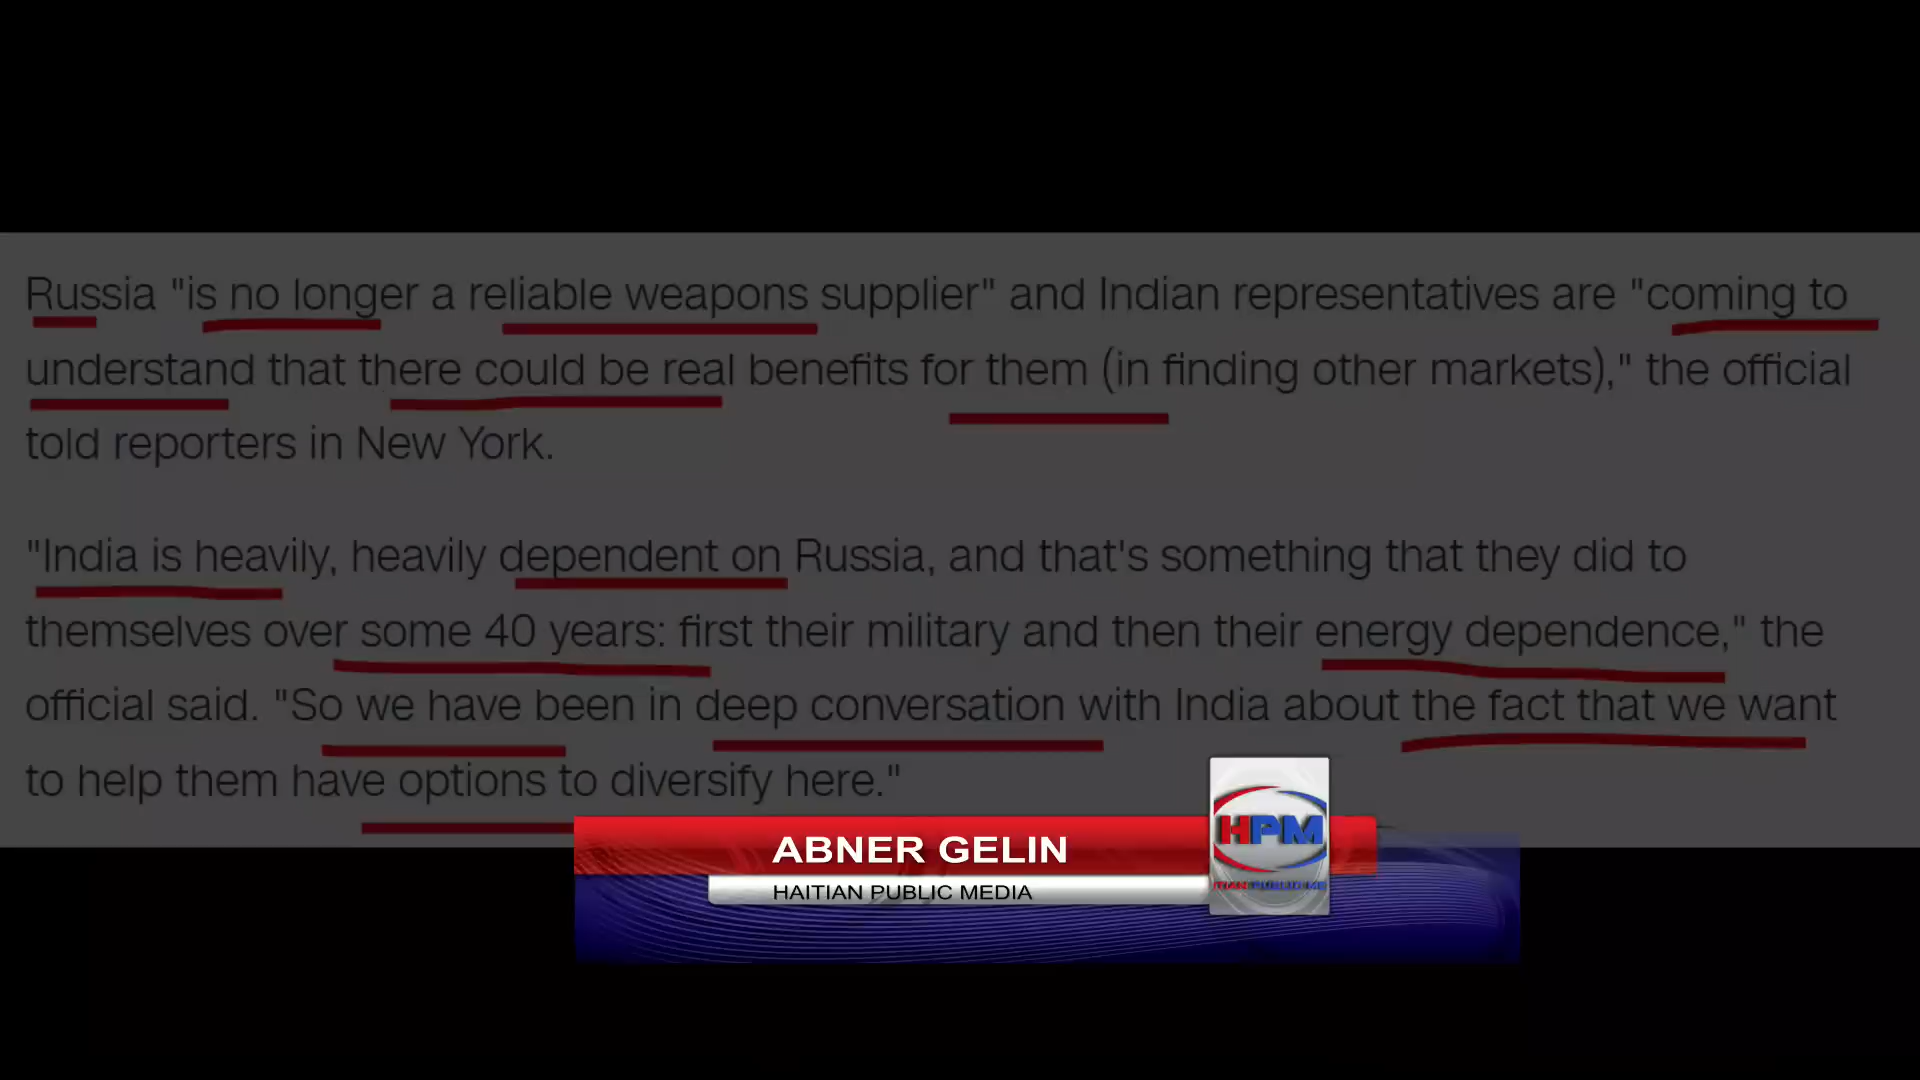 Russia "is no longer a reliable weapons supplier" and Indian representatives are "coming to
understand that there could be real benefits for them (in finding other markets)," the official
told reporters in New York.
"India is heavily, heavily dependent on Russia, and that's something that they did to
themselves over some 40 years: first their military and then their energy dependence," the
official said. "So we have been in deep conversation with India about the fact that we want
to help them have options to diversify here."
ABNER GELIN
HAITIAN PUBLIC MEDIA
HPM